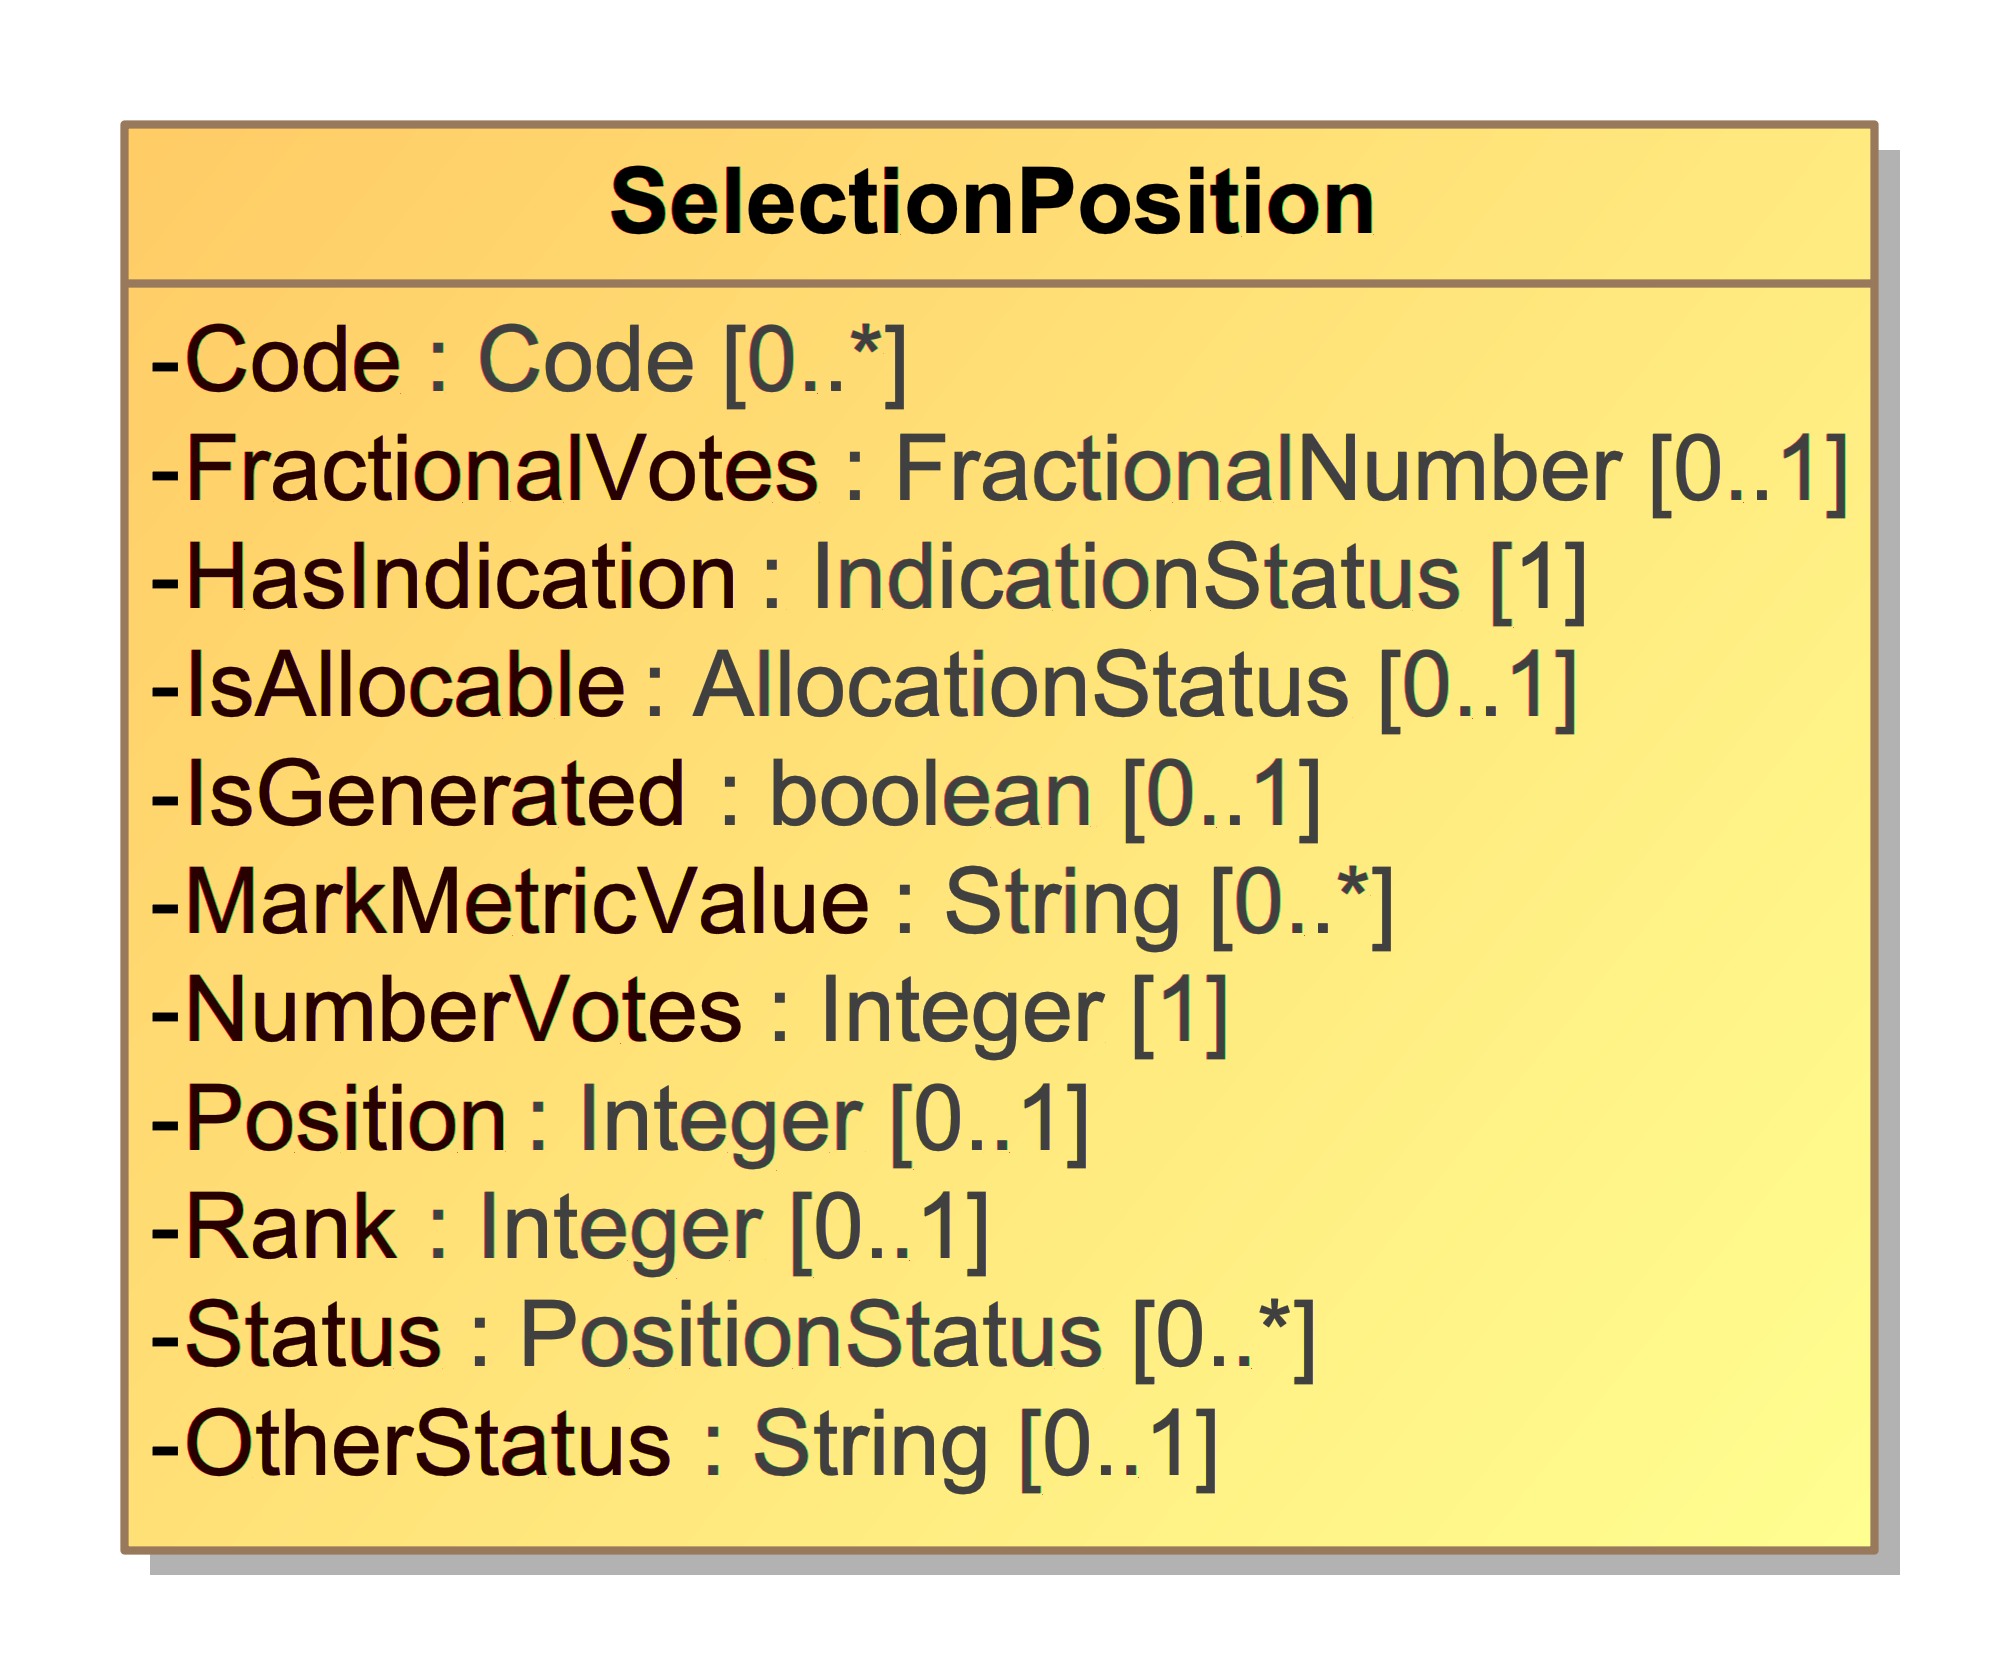 SelectionPosition
-Code : Code [0..*]
-FractionalVotes : FractionalNumber [0..1]
-HasIndication : IndicationStatus [1]
-IsAllocable : AllocationStatus [0..1]
-IsGenerated : boolean [0..1]
-MarkMetricValue : String [0..*]
-NumberVotes : Integer [1]
-Position : Integer [0..1]
-Rank : Integer [0..1]
-Status : PositionStatus [0..*]
-OtherStatus : String [0..1]